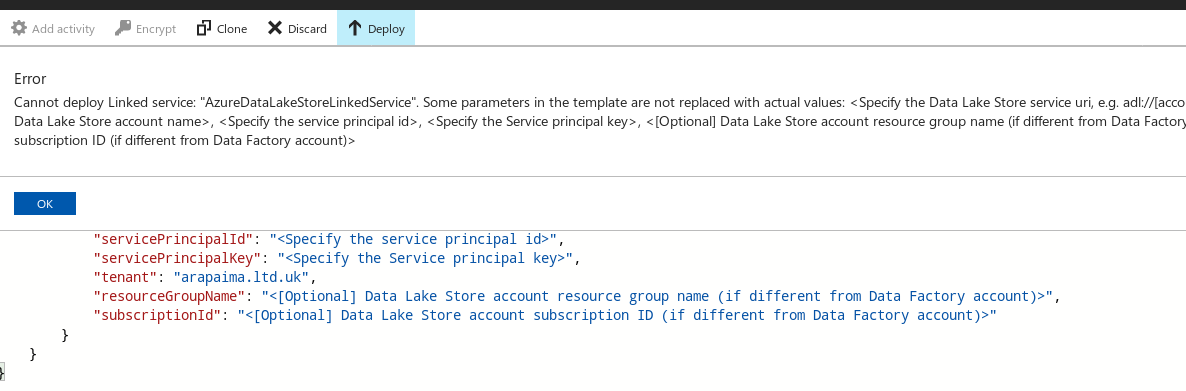 Add activity Encrypt Clone Discard Deploy
Error
Cannot deploy Linked service: "AzureDataLakeStoreLinkedService". Some parameters in the template are not replaced with actual values: <Specify the Data Lake Store service uri, e.g. adl://[acco
Data Lake Store account name>, <Specify the service principal id>, <Specify the Service principal key>, <[Optional] Data Lake Store account resource group name (if different from Data Factory
subscription ID (if different from Data Factory account)>
OK
"servicePrincipalId": "<Specify the service principal id>",
"servicePrincipalKey": "<Specify the Service principal key>",
"tenant": "arapaima.ltd.uk",
"resourceGroupName": "<[Optional] Data Lake Store account resource group name (if different from Data Factory account)>",
"subscriptionId": "<[Optional] Data Lake Store account subscription ID (if different from Data Factory account)>"
}
}
}